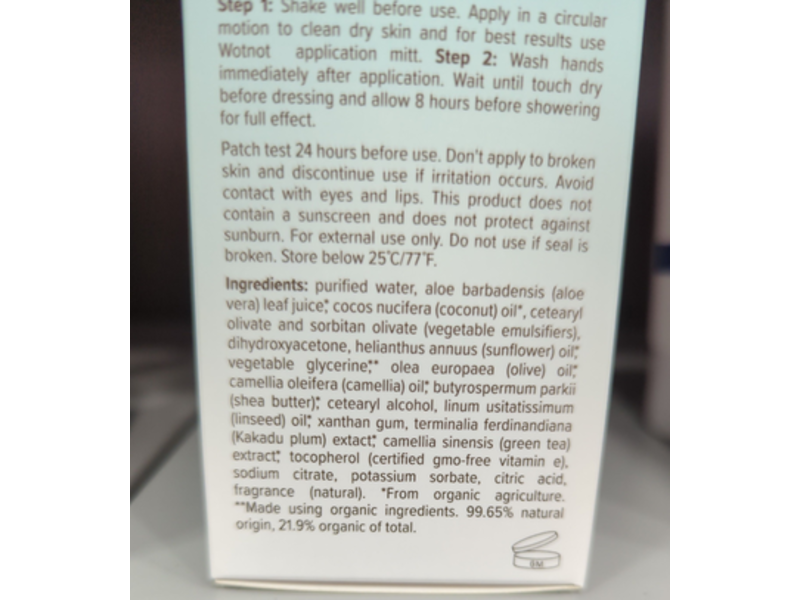 Step 1: Shake well before use. Apply in a circular
motion to clean dry skin and for best results use
Wotnot application mitt. Step 2: Wash hands
immediately after application. Wait until touch dry
before dressing and allow 8 hours before showering
for full effect.
Patch test 24 hours before use. Don't apply to broken
skin and discontinue use if irritation occurs. Avoid
contact with eyes and lips. This product does not
contain a sunscreen and does not protect against
sunburn. For external use only. Do not use if seal is
broken. Store below 25°C/77°F.
Ingredients: purified water, aloe barbadensis (aloe
vera) leaf juice,* cocos nucifera (coconut) oil*, cetearyl
olivate and sorbitan olivate (vegetable emulsifiers),
dihydroxyacetone, helianthus annuus (sunflower) oil,*
vegetable glycerine,** olea europaea (olive) oil,*
camellia oleifera (camellia) oil,* butyrospermum parkii
(shea butter),* cetearyl alcohol, linum usitatissimum
(linseed) oil,* xanthan gum, terminalia ferdinandiana
(Kakadu plum) extact,* camellia sinensis (green tea)
extract,* tocopherol (certified gmo-free vitamin e),
sodium citrate, potassium sorbate, citric acid,
fragrance (natural). *From organic agriculture.
**Made using organic ingredients. 99.65% natural
origin, 21.9% organic of total.
6M